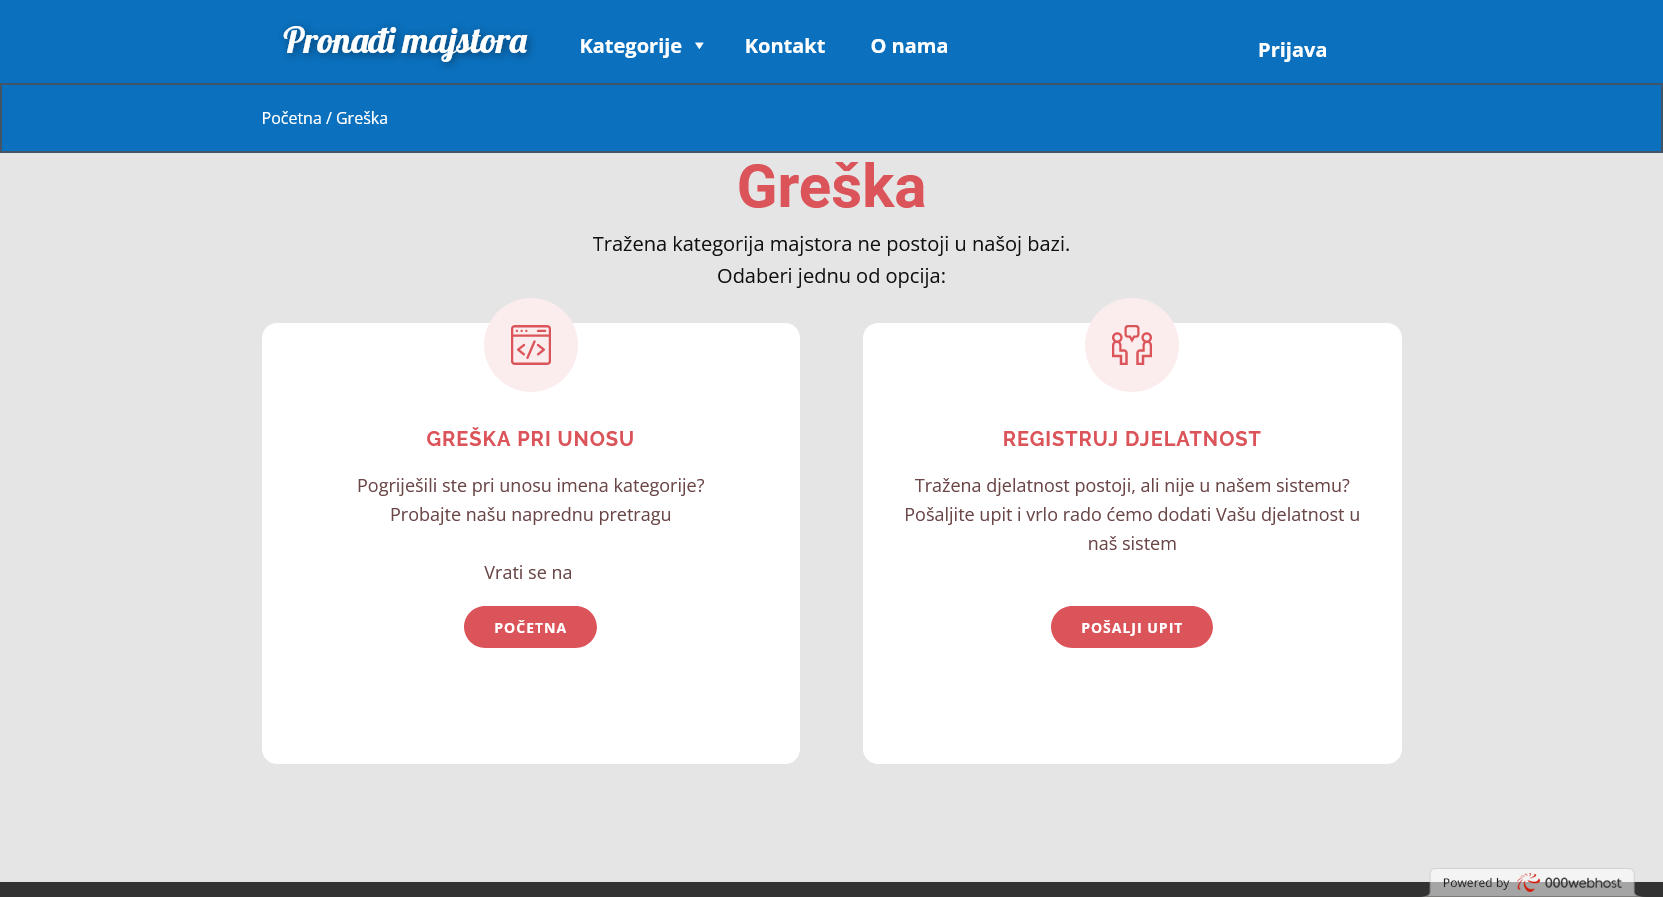 Pronađi majstora
Kategorije
Kontakt
O nama
Prijava
Početna / Greška
Greška
Tražena kategorija majstora ne postoji u našoj bazi.
Odaberi jednu od opcija:
GREŠKA PRI UNOSU
Pogriješili ste pri unosu imena kategorije?
Probajte našu naprednu pretragu
Vrati se na
POČETNA
REGISTRUJ DJELATNOST
Tražena djelatnost postoji, ali nije u našem sistemu?
Pošaljite upit i vrlo rado ćemo dodati Vašu djelatnost u
naš sistem
POŠALJI UPIT
Powered by 000webhost